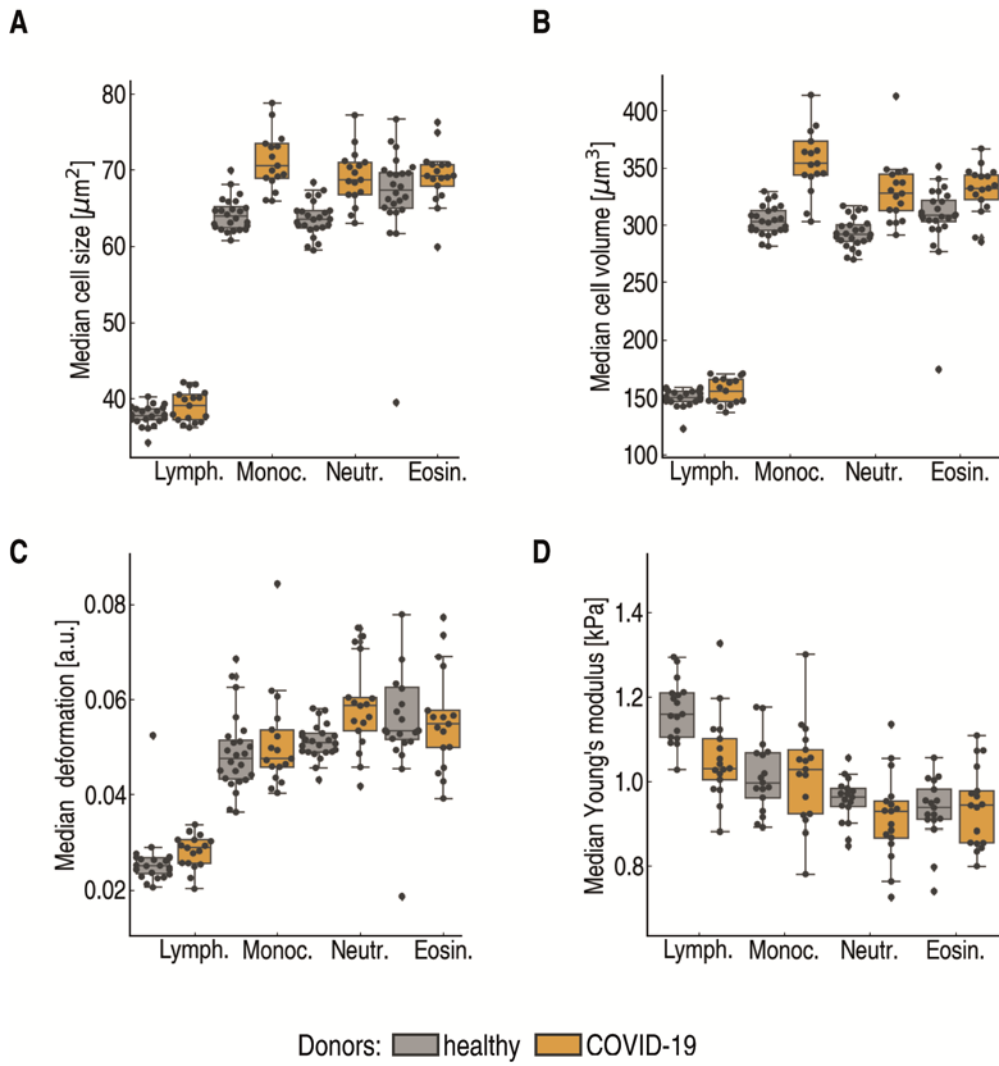 A
Median cell size [μm²]
80
70
60
50
40
Lymph. Monoc. Neutr. Eosin.
B
Median cell volume [μm³]
400
350
300
250
200
150
100
Lymph. Monoc. Neutr. Eosin.
C
Median deformation [a.u.]
0.08
0.06
0.04
0.02
Lymph. Monoc. Neutr. Eosin.
D
Median Young's modulus [kPa]
1.4
1.2
1.0
0.8
Lymph. Monoc. Neutr. Eosin.
Donors: healthy COVID-19